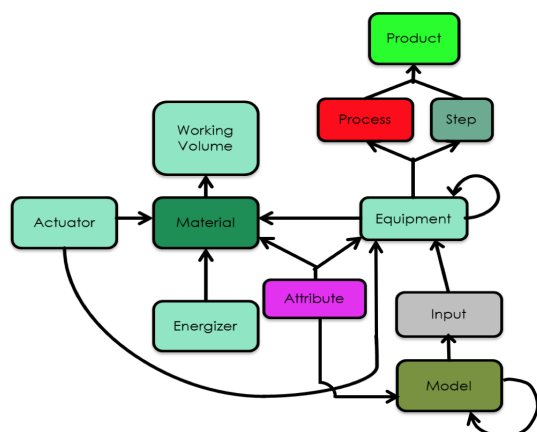 Product
Process
Step
Working
Volume
Actuator
Material
Equipment
Attribute
Energizer
Input
Model